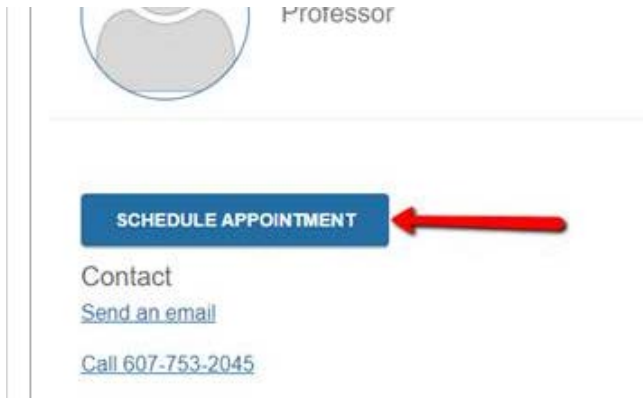 Professor
SCHEDULE APPOINTMENT
Contact
Send an email
Call 607-753-2045